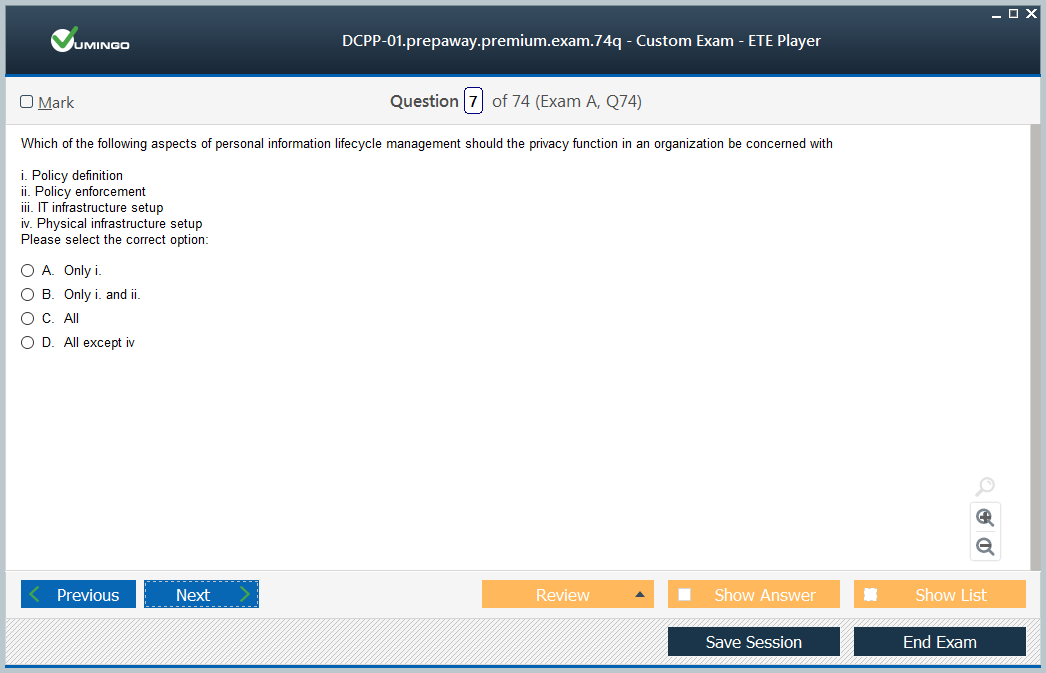 VUMINGO
DCPP-01.prepaway.premium.exam.74q - Custom Exam - ETE Player
Mark
Question 7 of 74 (Exam A, Q74)
Which of the following aspects of personal information lifecycle management should the privacy function in an organization be concerned with
i. Policy definition
ii. Policy enforcement
iii. IT infrastructure setup
iv. Physical infrastructure setup
Please select the correct option:
A. Only i.
B. Only i. and ii.
C. All
D. All except iv
Previous
Next
Review
Show Answer
Show List
Save Session
End Exam